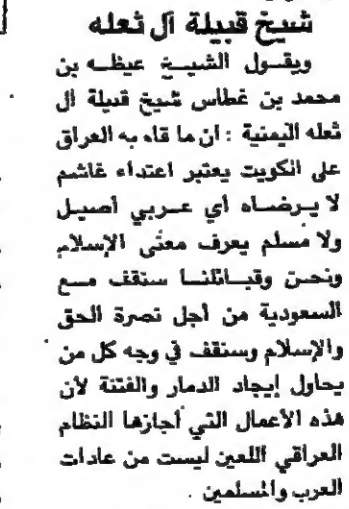 شيخ قبيلة آل ثعله
ويقول الشيخ عيظه بن
محمد بن غطاس شيخ قبيلة آل
ثعله اليمنية : ان ما قام به العراق
على الكويت يعتبر اعتداء غاشم
لا يرضاه أي عربي أصيل
ولا مسلم يعرف معنى الإسلام
ونحن وقبائلنا سنقف مع
السعودية من أجل نصرة الحق
والإسلام وسنقف في وجه كل من
يحاول إيجاد الدمار والفتنة لأن
هذه الأعمال التي أجازها النظام
العراقي اللعين ليست من عادات
العرب والمسلمين .